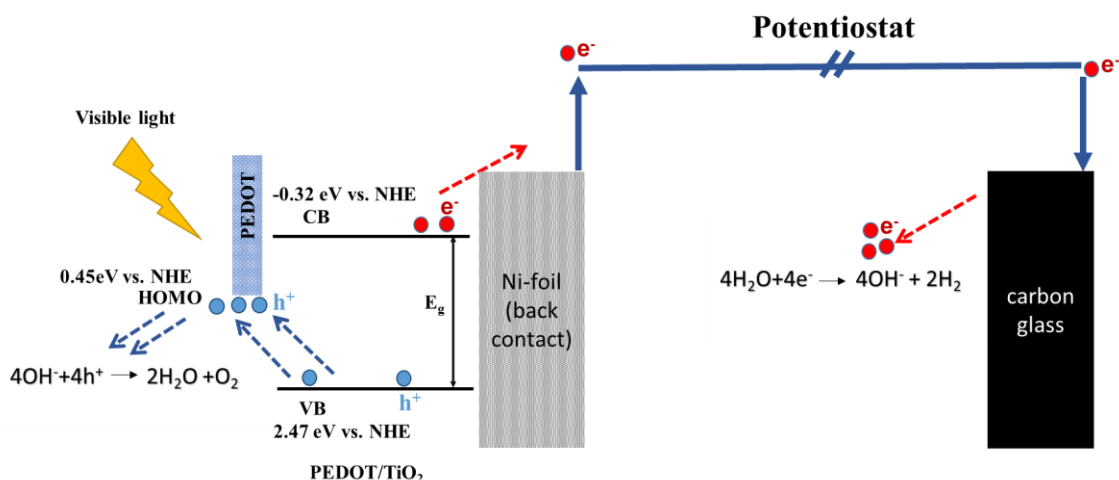 Potentiostat
e⁻
e⁻
Visible light
PEDOT
-0.32 eV vs. NHE
CB
e⁻
0.45eV vs. NHE
HOMO
h⁺
E_g
Ni-foil
(back
contact)
e⁻
4H₂O+4e⁻ → 4OH⁻ + 2H₂
carbon
glass
4OH⁻+4h⁺ → 2H₂O +O₂
VB
h⁺
2.47 eV vs. NHE
PEDOT/TiO₂